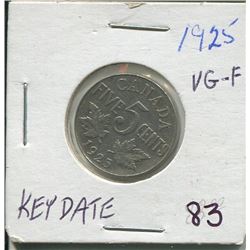 1925
VG-F
CANADA
FIVE 5 CENTS
1925
KEY DATE
83